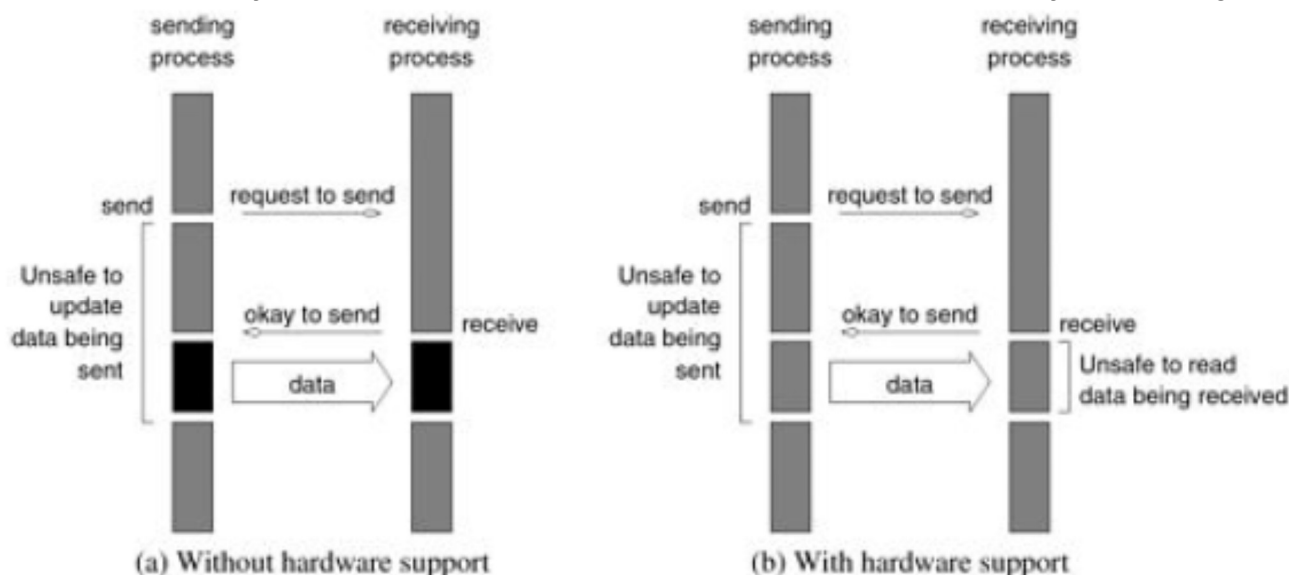 sending
process
receiving
process
send
request to send
Unsafe to
update
data being
sent
okay to send
receive
data
(a) Without hardware support
sending
process
receiving
process
send
request to send
Unsafe to
update
data being
sent
okay to send
receive
data
Unsafe to read
data being received
(b) With hardware support